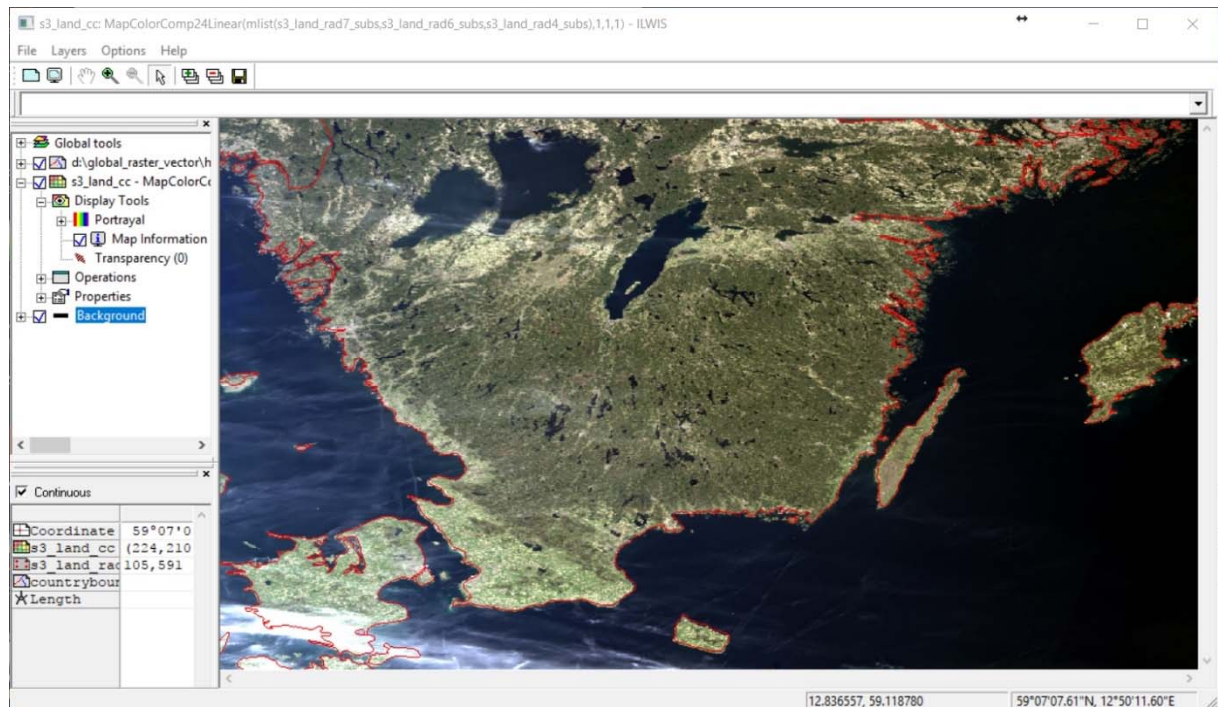 s3_land_cc: MapColorComp24Linear(mlist(s3_land_rad7_subs,s3_land_rad6_subs,s3_land_rad4_subs),1,1,1) - ILWIS
File Layers Options Help
Global tools
d:\global_raster_vector\h
s3_land_cc - MapColorCc
Display Tools
Portrayal
Map Information
Transparency (0)
Operations
Properties
Background
Continuous
Coordinate 59°07'0
s3_land_cc (224,210
s3_land_rad 105,591
countrybour
Length
12.836557, 59.118780 59°07'07.61"N, 12°50'11.60"E